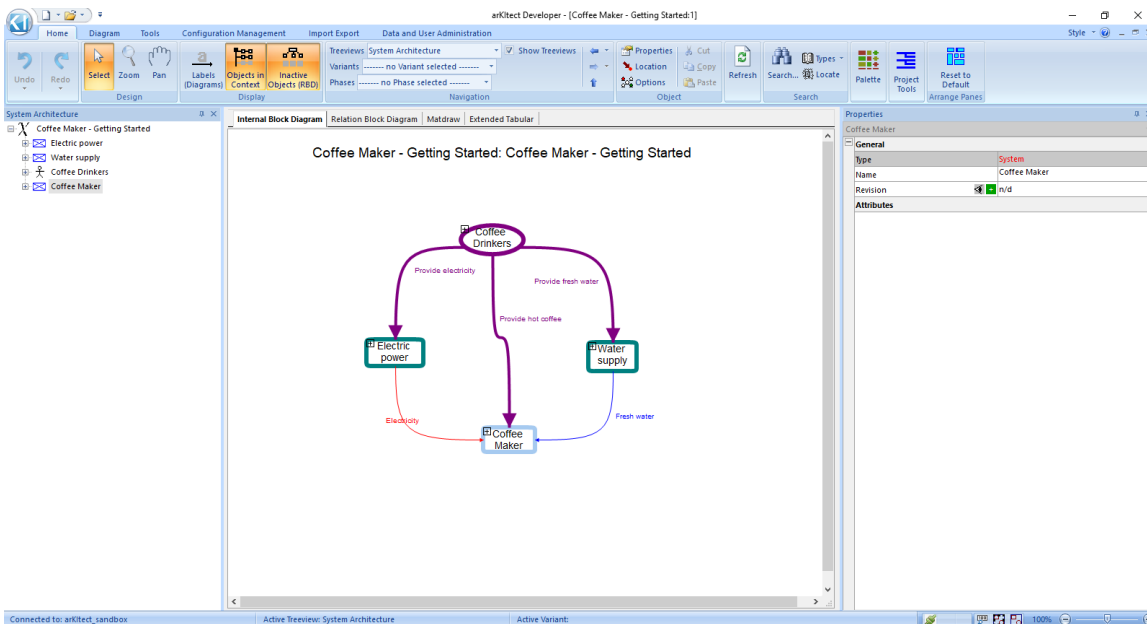 arKItect Developer - [Coffee Maker - Getting Started:1]
KI
Home Diagram Tools Configuration Management Import Export Data and User Administration Style
Undo Redo Select Zoom Pan Labels (Diagrams) Objects in Context Inactive Objects (RBD)
Treeviews System Architecture Show Treeviews
Variants ------- no Variant selected -------
Phases ------- no Phase selected -------
Properties Cut
Location Copy
Options Paste
Refresh Search... Types Locate Palette Project Tools Reset to Default
Design Display Navigation Object Search Arrange Panes
System Architecture
Coffee Maker - Getting Started
Electric power
Water supply
Coffee Drinkers
Coffee Maker
Internal Block Diagram Relation Block Diagram Matdraw Extended Tabular
Coffee Maker - Getting Started: Coffee Maker - Getting Started
Coffee
Drinkers
Provide electricity
Provide fresh water
Provide hot coffee
Electric
power
Water
supply
Electricity
Fresh water
Coffee
Maker
Properties
Coffee Maker
General
Type System
Name Coffee Maker
Revision n/d
Attributes
Connected to: arKItect_sandbox Active Treeview: System Architecture Active Variant: 100%